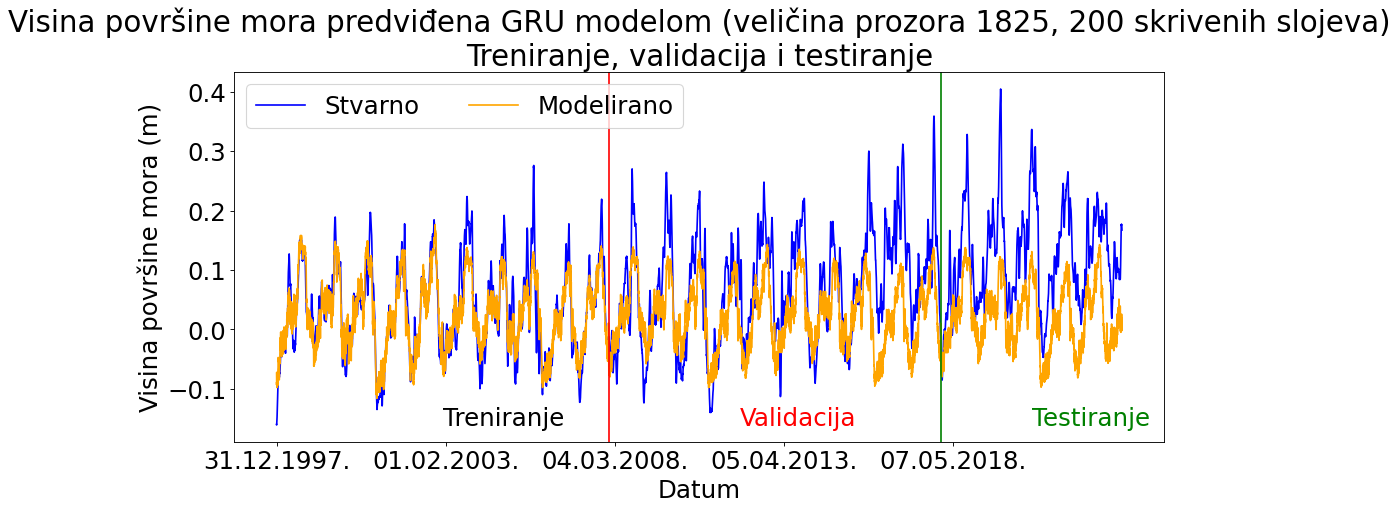 Visina površine mora predviđena GRU modelom (veličina prozora 1825, 200 skrivenih slojeva)
Treniranje, validacija i testiranje
Stvarno Modelirano
Visina površine mora (m)
0.4
0.3
0.2
0.1
0.0
−0.1
Treniranje Validacija Testiranje
31.12.1997. 01.02.2003. 04.03.2008. 05.04.2013. 07.05.2018.
Datum